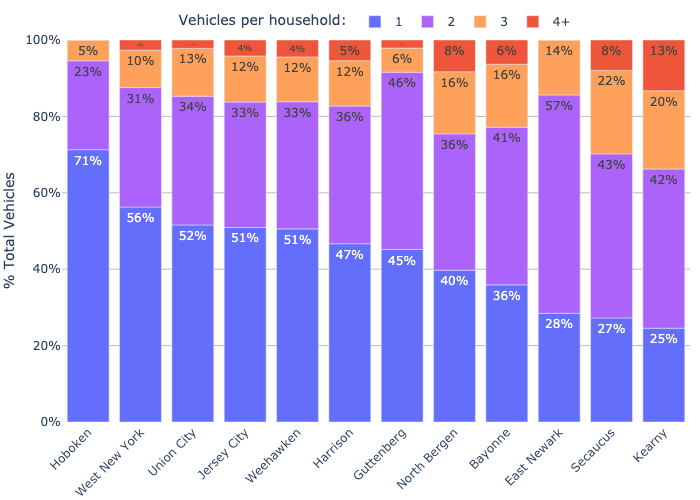 Vehicles per household: 1 2 3 4+
% Total Vehicles
100%
80%
60%
40%
20%
0%
5% 10% 13% 4% 4% 5% 6% 8% 6% 14% 8% 13%
23% 31% 34% 12% 12% 12% 46% 16% 16% 57% 22% 20%
71% 56% 52% 33% 33% 36% 45% 36% 41% 28% 43% 42%
51% 51% 47% 40% 36% 27% 25%
Hoboken
West New York
Union City
Jersey City
Weehawken
Harrison
Guttenberg
North Bergen
Bayonne
East Newark
Secaucus
Kearny